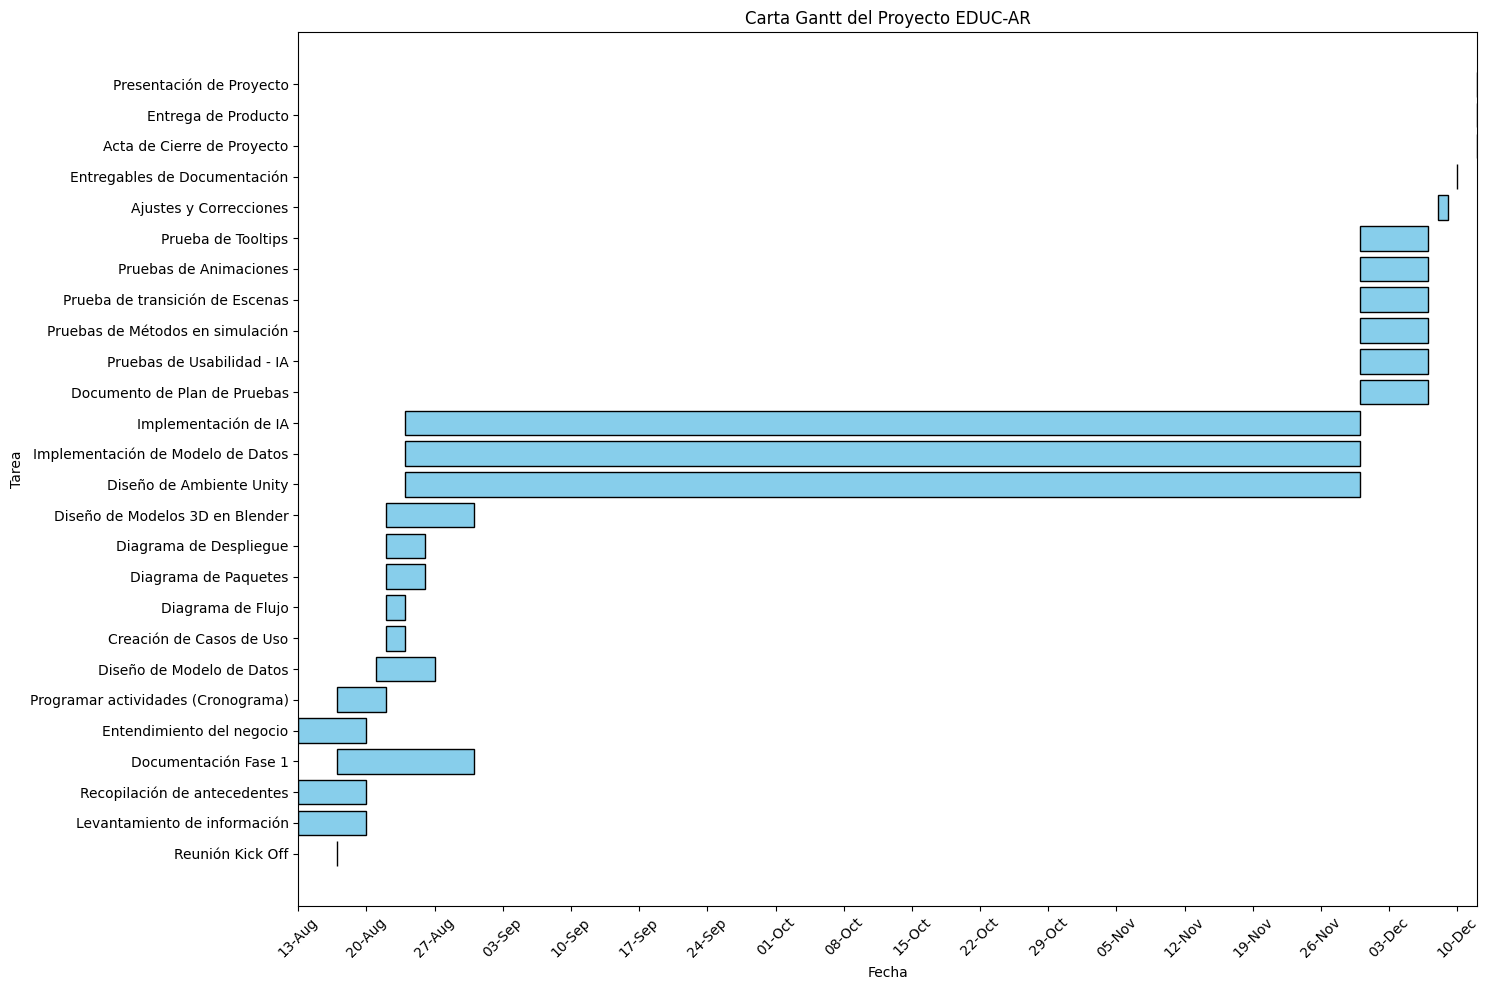 Carta Gantt del Proyecto EDUC-AR
Presentación de Proyecto
Entrega de Producto
Acta de Cierre de Proyecto
Entregables de Documentación
Ajustes y Correcciones
Prueba de Tooltips
Pruebas de Animaciones
Prueba de transición de Escenas
Pruebas de Métodos en simulación
Pruebas de Usabilidad - IA
Documento de Plan de Pruebas
Implementación de IA
Implementación de Modelo de Datos
Diseño de Ambiente Unity
Diseño de Modelos 3D en Blender
Diagrama de Despliegue
Diagrama de Paquetes
Diagrama de Flujo
Creación de Casos de Uso
Diseño de Modelo de Datos
Programar actividades (Cronograma)
Entendimiento del negocio
Documentación Fase 1
Recopilación de antecedentes
Levantamiento de información
Reunión Kick Off
Tarea
13-Aug 20-Aug 27-Aug 03-Sep 10-Sep 17-Sep 24-Sep 01-Oct 08-Oct 15-Oct 22-Oct 29-Oct 05-Nov 12-Nov 19-Nov 26-Nov 03-Dec 10-Dec
Fecha